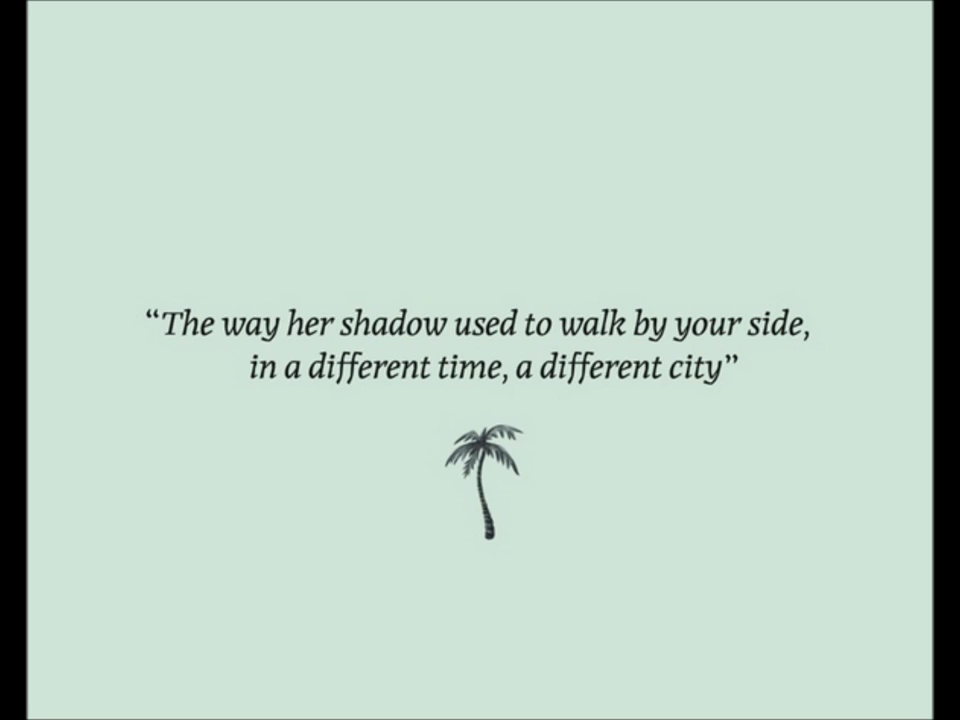 “The way her shadow used to walk by your side,
in a different time, a different city”